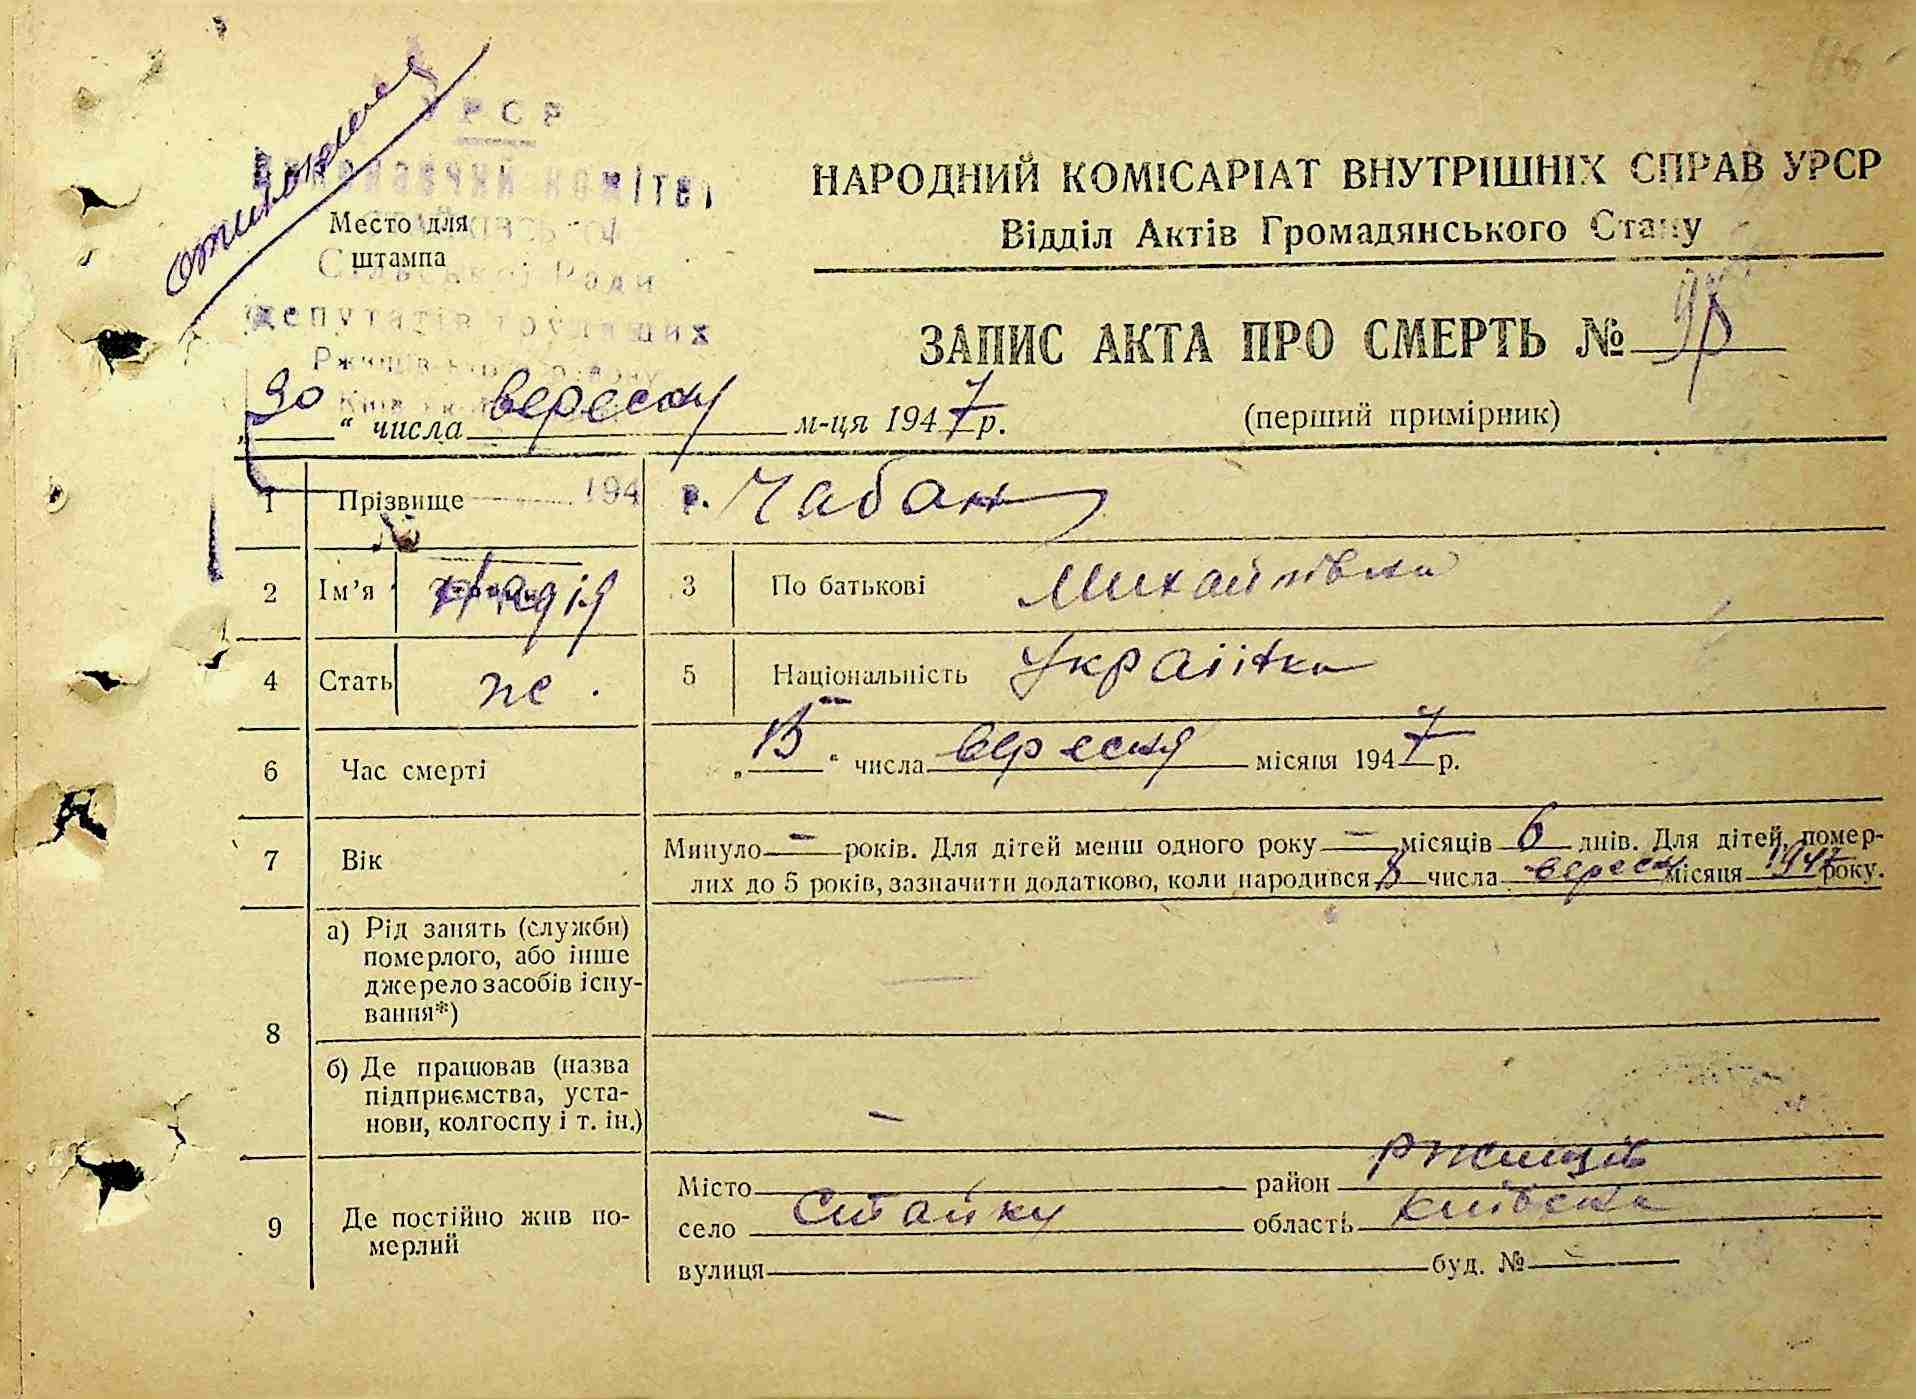 УРСР
Виконавчий комітет
Сільської Ради
депутатів трудящих
Место для
штампа
НАРОДНИЙ КОМІСАРІАТ ВНУТРІШНІХ СПРАВ УРСР
Відділ Актів Громадянського Стану
ЗАПИС АКТА ПРО СМЕРТЬ №
(перший примірник)
„20“ числа вересня м-ця 1947 р.
1 Прізвище 194 р. Чабан
2 Ім’я Надія 3 По батькові Михайлівна
4 Стать ж. 5 Національність Українка
6 Час смерті „ “ числа вересня місяця 1947 р.
7 Вік Минуло — років. Для дітей менш одного року — місяців 6 днів. Для дітей, помер-
лих до 5 років, зазначити додатково, коли народився числа вересня місяця 1947 року.
8 а) Рід занять (служби)
померлого, або інше
джерело засобів існу-
вання*) —
б) Де працював (назва
підприємства, уста-
нови, колгоспу і т. ін.) —
9 Де постійно жив по-
мерлий
Місто район Ржищів
село Стайки область Київська
вулиця буд. №